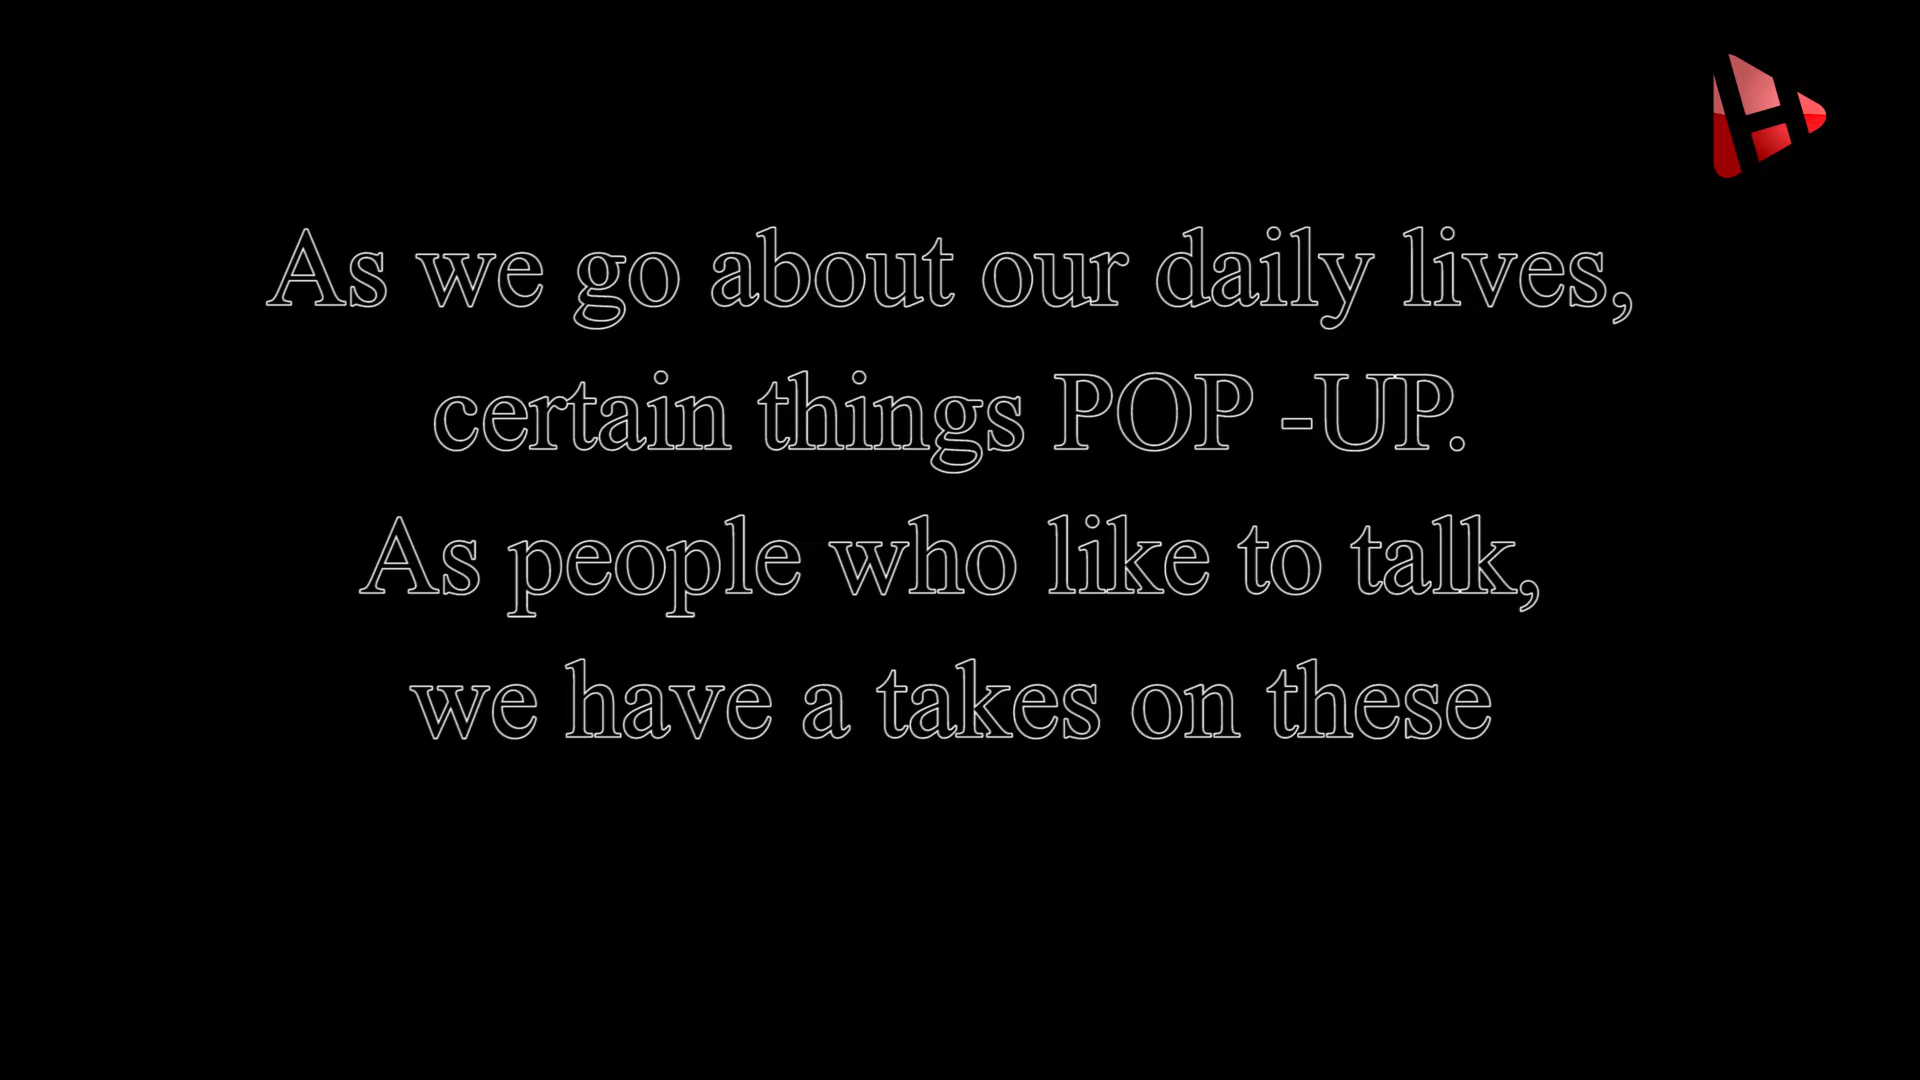 As we go about our daily lives,
certain things POP -UP.
As people who like to talk,
we have a takes on these